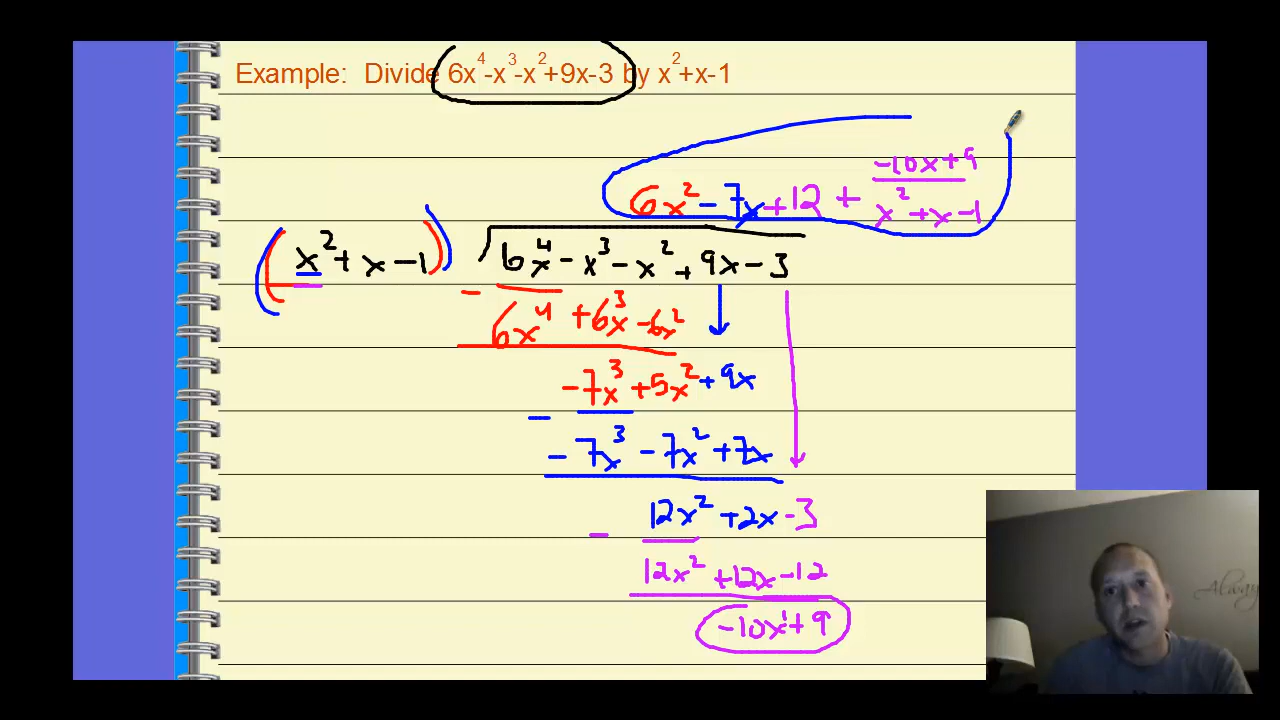 Example: Divide 6x⁴-x³-x²+9x-3 by x²+x-1
-10x+9
6x² - 7x + 12 + x² + x - 1
(x² + x - 1) 6x⁴ - x³ - x² + 9x - 3
- 6x⁴ + 6x³ - 6x²
- 7x³ + 5x² + 9x
- - 7x³ - 7x² + 7x
12x² + 2x - 3
- 12x² + 12x - 12
-10x¹ + 9
Always